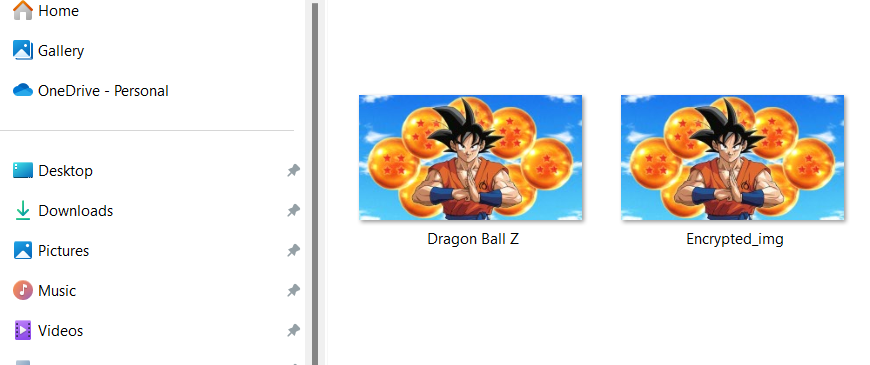 Home
Gallery
OneDrive - Personal
Desktop
Downloads
Pictures
Music
Videos
Dragon Ball Z
Encrypted_img